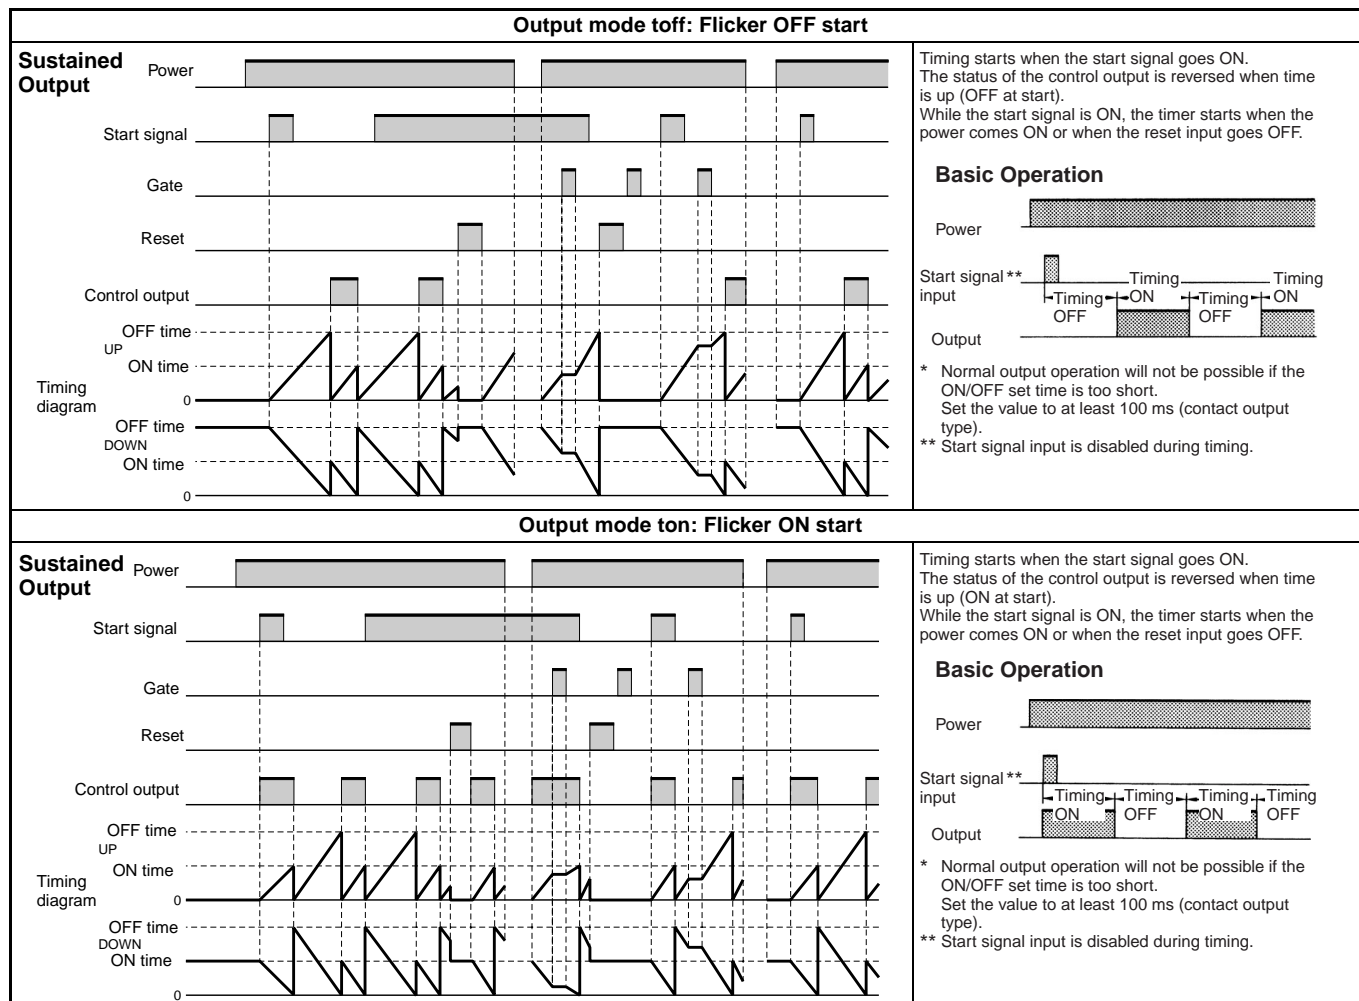 Output mode toff: Flicker OFF start
Sustained
Output
Power
Start signal
Gate
Reset
Control output
OFF time
UP
ON time
Timing
diagram
0
OFF time
DOWN
ON time
0
Timing starts when the start signal goes ON.
The status of the control output is reversed when time
is up (OFF at start).
While the start signal is ON, the timer starts when the
power comes ON or when the reset input goes OFF.
Basic Operation
Power
Start signal **
input
Timing
OFF
Timing
ON
Timing
OFF
Timing
ON
Output
* Normal output operation will not be possible if the
ON/OFF set time is too short.
Set the value to at least 100 ms (contact output
type).
** Start signal input is disabled during timing.
Output mode ton: Flicker ON start
Sustained
Output
Power
Start signal
Gate
Reset
Control output
OFF time
UP
ON time
Timing
diagram
0
OFF time
DOWN
ON time
0
Timing starts when the start signal goes ON.
The status of the control output is reversed when time
is up (ON at start).
While the start signal is ON, the timer starts when the
power comes ON or when the reset input goes OFF.
Basic Operation
Power
Start signal **
input
Timing
ON
Timing
OFF
Timing
ON
Timing
OFF
Output
* Normal output operation will not be possible if the
ON/OFF set time is too short.
Set the value to at least 100 ms (contact output
type).
** Start signal input is disabled during timing.